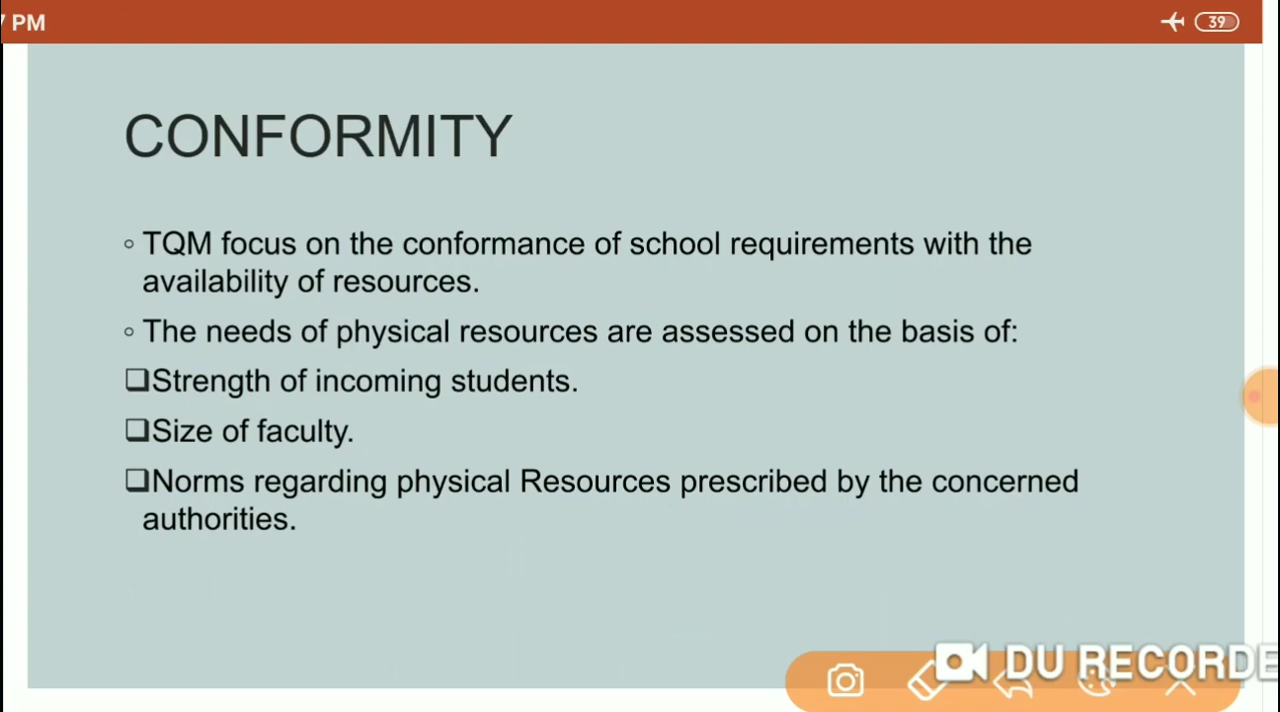 PM
39
CONFORMITY
◦ TQM focus on the conformance of school requirements with the
availability of resources.
◦ The needs of physical resources are assessed on the basis of:
❑Strength of incoming students.
❑Size of faculty.
❑Norms regarding physical Resources prescribed by the concerned
authorities.
DU RECORDE